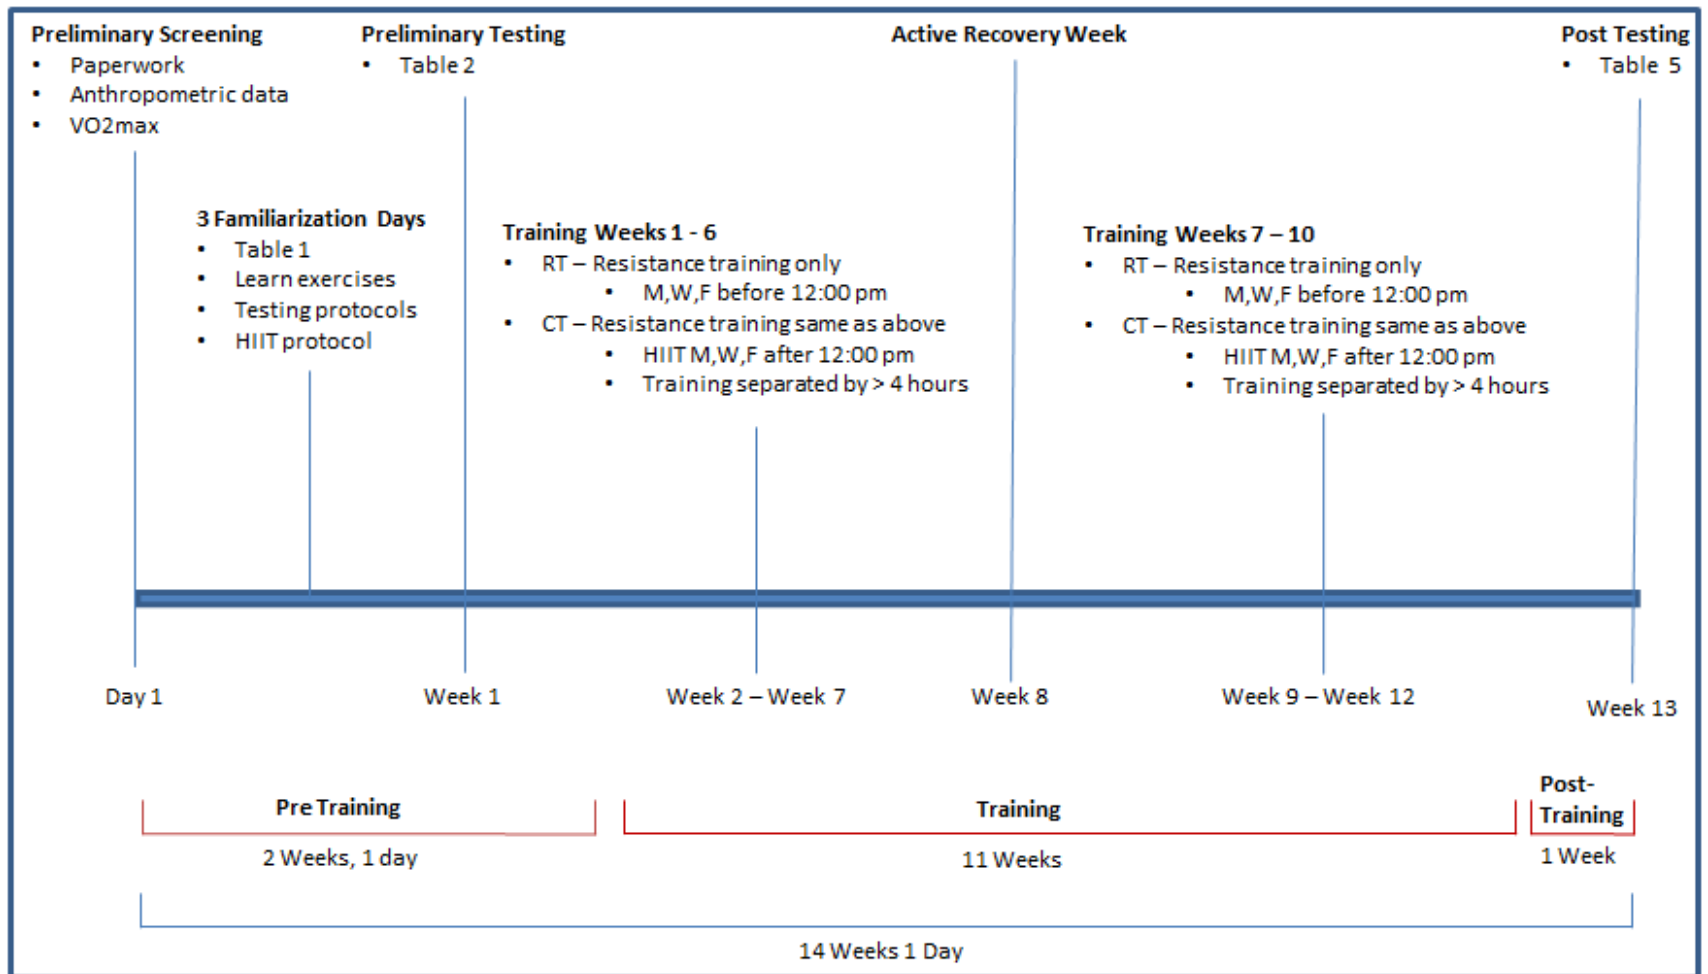 Preliminary Screening
• Paperwork
• Anthropometric data
• VO2max
Preliminary Testing
• Table 2
Active Recovery Week
Post Testing
• Table 5
3 Familiarization Days
• Table 1
• Learn exercises
• Testing protocols
• HIIT protocol
Training Weeks 1 - 6
• RT – Resistance training only
• M,W,F before 12:00 pm
• CT – Resistance training same as above
• HIIT M,W,F after 12:00 pm
• Training separated by > 4 hours
Training Weeks 7 – 10
• RT – Resistance training only
• M,W,F before 12:00 pm
• CT – Resistance training same as above
• HIIT M,W,F after 12:00 pm
• Training separated by > 4 hours
Day 1
Week 1
Week 2 – Week 7
Week 8
Week 9 – Week 12
Week 13
Pre Training
2 Weeks, 1 day
Training
11 Weeks
Post-
Training
1 Week
14 Weeks 1 Day